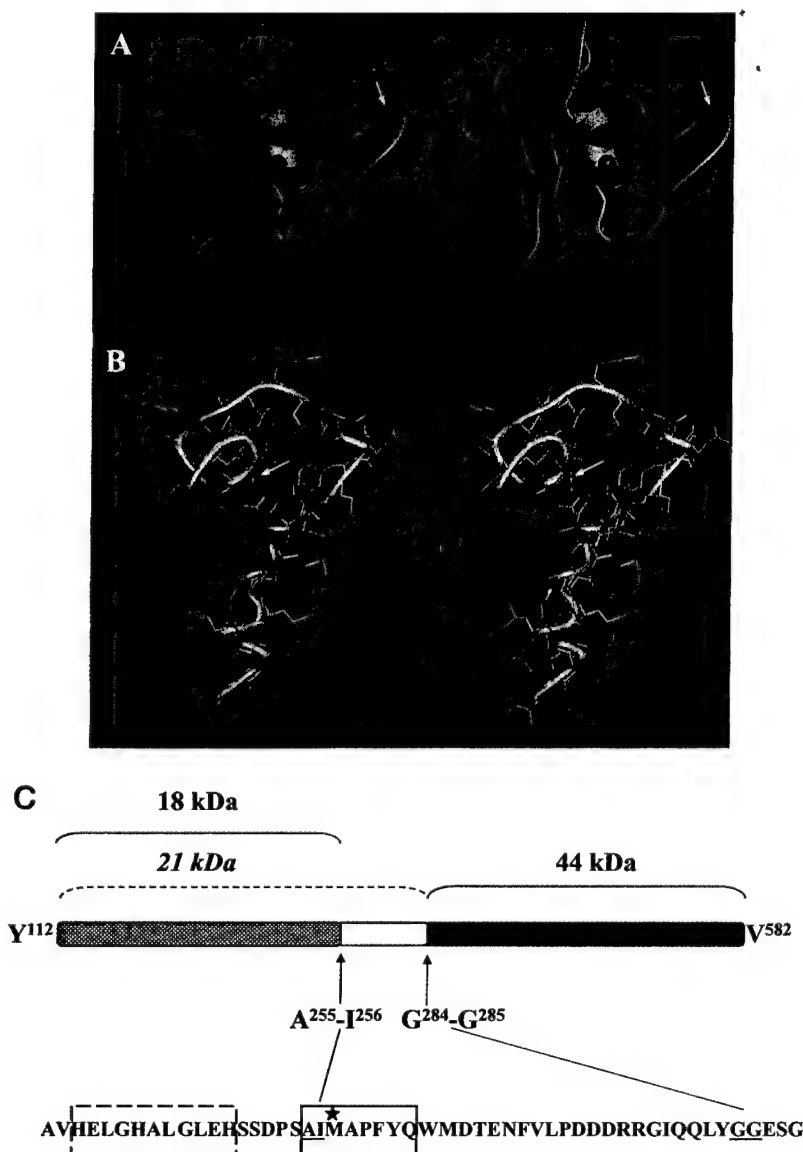 A
B
C
18 kDa
21 kDa
44 kDa
Y112
V582
A255-I256 G284-G285
★
AVHELGHALGLEHSSDPSAIMAPFYQWMDTENFVLPDDDRRGIQQLYGGESG